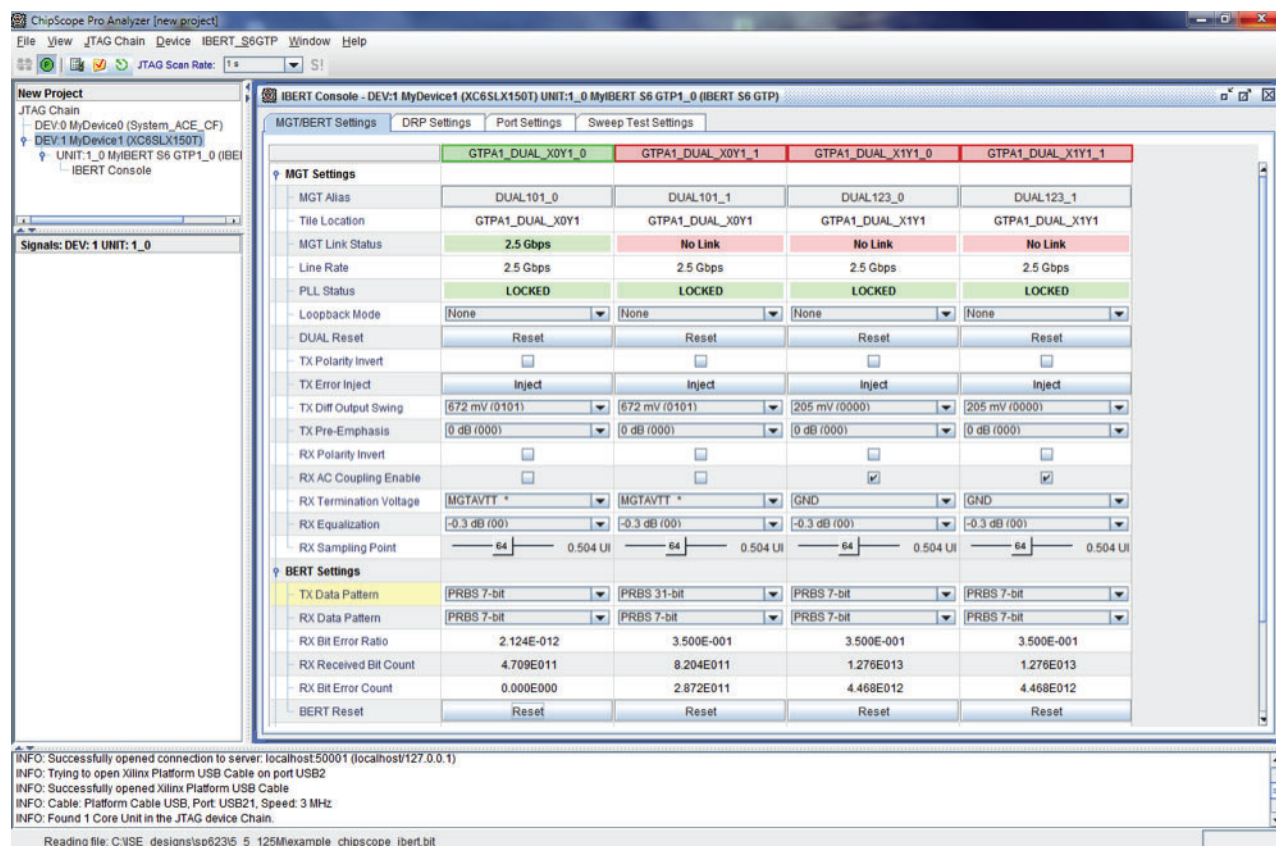 ChipScope Pro Analyzer [new project]
File View JTAG Chain Device IBERT_S6GTP Window Help
JTAG Scan Rate: 1 s S!
New Project
JTAG Chain
DEV:0 MyDevice0 (System_ACE_CF)
DEV:1 MyDevice1 (XC6SLX150T)
UNIT:1_0 MyIBERT S6 GTP1_0 (IBEI
IBERT Console
Signals: DEV: 1 UNIT: 1_0
IBERT Console - DEV:1 MyDevice1 (XC6SLX150T) UNIT:1_0 MyIBERT S6 GTP1_0 (IBERT S6 GTP)
MGT/BERT Settings DRP Settings Port Settings Sweep Test Settings
GTPA1_DUAL_X0Y1_0 GTPA1_DUAL_X0Y1_1 GTPA1_DUAL_X1Y1_0 GTPA1_DUAL_X1Y1_1
MGT Settings
MGT Alias DUAL101_0 DUAL101_1 DUAL123_0 DUAL123_1
Tile Location GTPA1_DUAL_X0Y1 GTPA1_DUAL_X0Y1 GTPA1_DUAL_X1Y1 GTPA1_DUAL_X1Y1
MGT Link Status 2.5 Gbps No Link No Link No Link
Line Rate 2.5 Gbps 2.5 Gbps 2.5 Gbps 2.5 Gbps
PLL Status LOCKED LOCKED LOCKED LOCKED
Loopback Mode None None None None
DUAL Reset Reset Reset Reset Reset
TX Polarity Invert
TX Error Inject Inject Inject Inject Inject
TX Diff Output Swing 672 mV (0101) 672 mV (0101) 205 mV (0000) 205 mV (0000)
TX Pre-Emphasis 0 dB (000) 0 dB (000) 0 dB (000) 0 dB (000)
RX Polarity Invert
RX AC Coupling Enable
RX Termination Voltage MGTAVTT * MGTAVTT * GND GND
RX Equalization -0.3 dB (00) -0.3 dB (00) -0.3 dB (00) -0.3 dB (00)
RX Sampling Point 64 0.504 UI 64 0.504 UI 64 0.504 UI 64 0.504 UI
BERT Settings
TX Data Pattern PRBS 7-bit PRBS 31-bit PRBS 7-bit PRBS 7-bit
RX Data Pattern PRBS 7-bit PRBS 7-bit PRBS 7-bit PRBS 7-bit
RX Bit Error Ratio 2.124E-012 3.500E-001 3.500E-001 3.500E-001
RX Received Bit Count 4.709E011 8.204E011 1.276E013 1.276E013
RX Bit Error Count 0.000E000 2.872E011 4.468E012 4.468E012
BERT Reset Reset Reset Reset Reset
INFO: Successfully opened connection to server: localhost:50001 (localhost/127.0.0.1)
INFO: Trying to open Xilinx Platform USB Cable on port USB2
INFO: Successfully opened Xilinx Platform USB Cable
INFO: Cable: Platform Cable USB, Port: USB21, Speed: 3 MHz
INFO: Found 1 Core Unit in the JTAG device Chain.
Reading file: C:\ISE_designs\sp623\5_5_125M\example_chipscope_ibert.bit